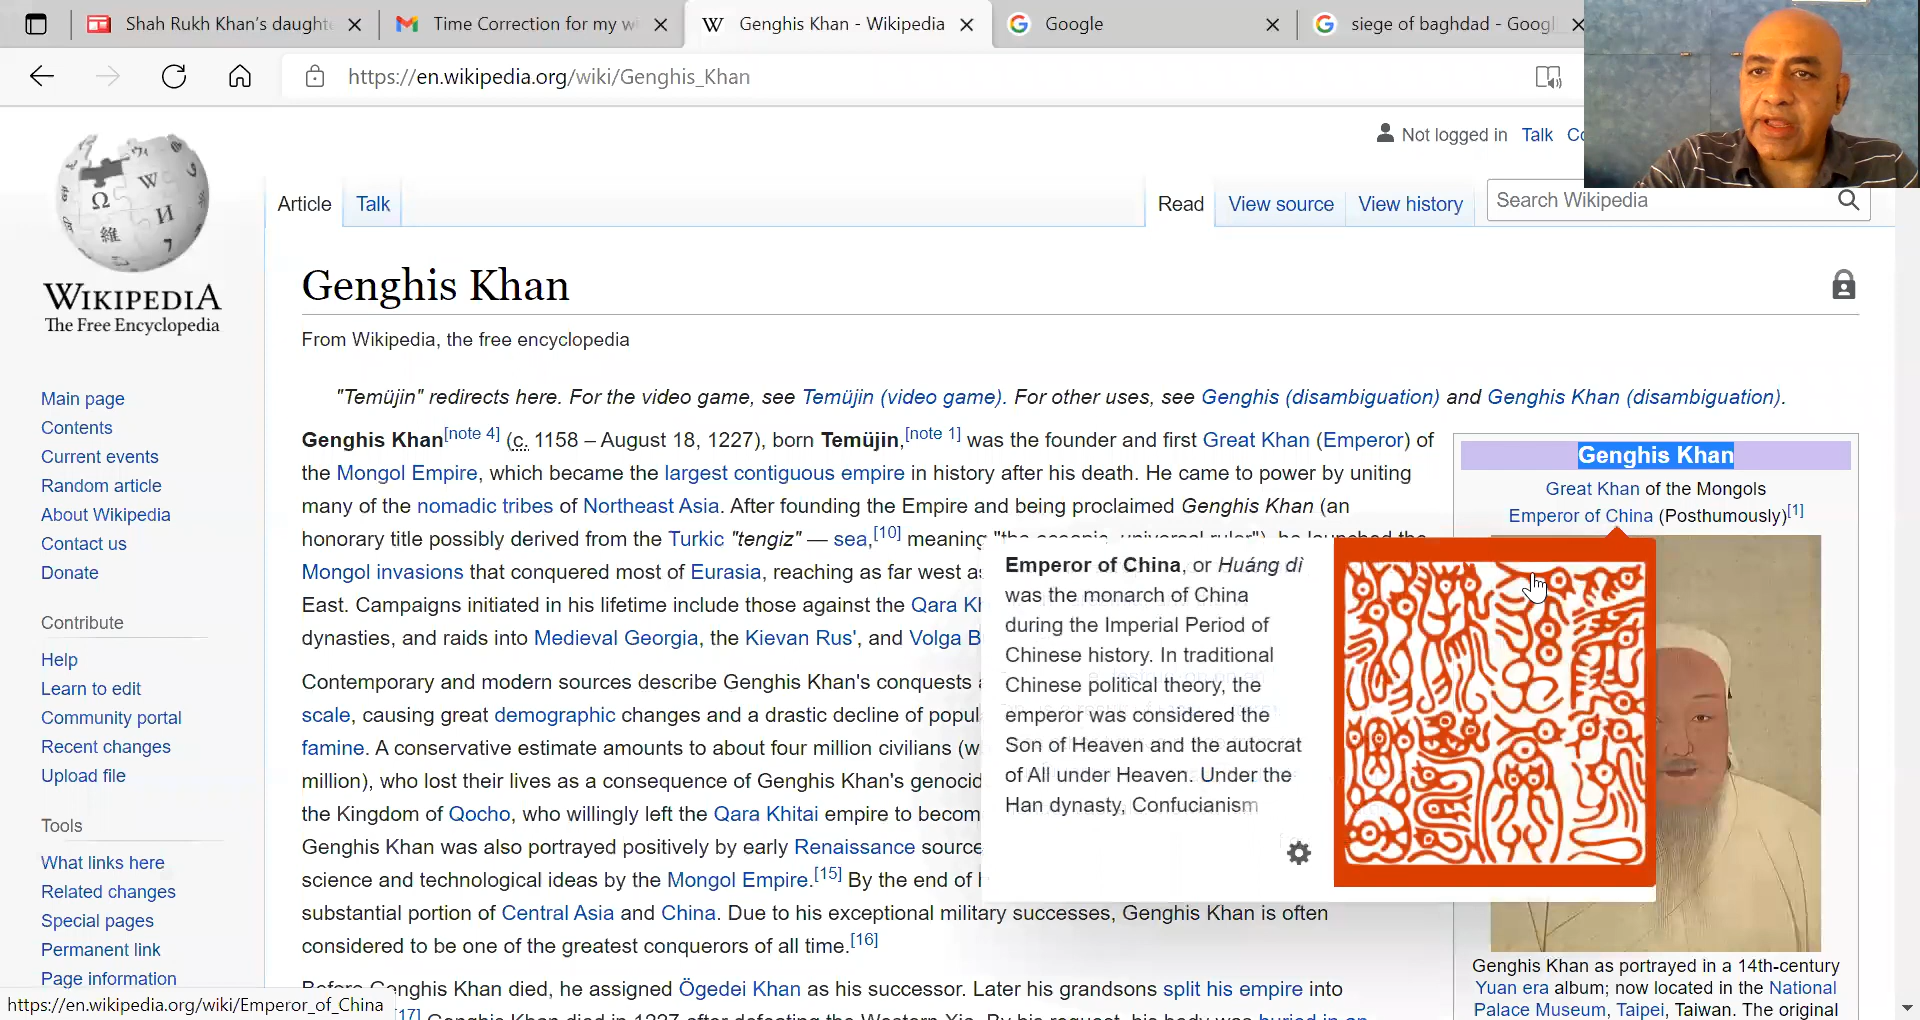 Shah Rukh Khan's daught
Time Correction for my w
Genghis Khan - Wikipedia
Google
siege of baghdad - Googl
https://en.wikipedia.org/wiki/Genghis_Khan
Not logged in Talk
WIKIPEDIA
The Free Encyclopedia
Article Talk Read View source View history Search Wikipedia
Genghis Khan
From Wikipedia, the free encyclopedia
"Temüjin" redirects here. For the video game, see Temüjin (video game). For other uses, see Genghis (disambiguation) and Genghis Khan (disambiguation).
Genghis Khan[note 4] (c. 1158 – August 18, 1227), born Temüjin,[note 1] was the founder and first Great Khan (Emperor) of
the Mongol Empire, which became the largest contiguous empire in history after his death. He came to power by uniting
many of the nomadic tribes of Northeast Asia. After founding the Empire and being proclaimed Genghis Khan (an
honorary title possibly derived from the Turkic "tengiz" — sea,[10] meaning "the oceanic, universal ruler"), he launched the
Mongol invasions that conquered most of Eurasia, reaching as far west as
East. Campaigns initiated in his lifetime include those against the Qara Kh
dynasties, and raids into Medieval Georgia, the Kievan Rus', and Volga B
Contemporary and modern sources describe Genghis Khan's conquests
scale, causing great demographic changes and a drastic decline of popul
famine. A conservative estimate amounts to about four million civilians (w
million), who lost their lives as a consequence of Genghis Khan's genocid
the Kingdom of Qocho, who willingly left the Qara Khitai empire to becom
Genghis Khan was also portrayed positively by early Renaissance source
science and technological ideas by the Mongol Empire.[15] By the end of
substantial portion of Central Asia and China. Due to his exceptional military successes, Genghis Khan is often
considered to be one of the greatest conquerors of all time.[16]
Before Genghis Khan died, he assigned Ögedei Khan as his successor. Later his grandsons split his empire into
[17] Genghis Khan died in 1227 after defeating the Western Xia. By his request, his body was buried in an
Genghis Khan
Great Khan of the Mongols
Emperor of China (Posthumously)[1]
Emperor of China, or Huáng dì
was the monarch of China
during the Imperial Period of
Chinese history. In traditional
Chinese political theory, the
emperor was considered the
Son of Heaven and the autocrat
of All under Heaven. Under the
Han dynasty, Confucianism
Genghis Khan as portrayed in a 14th-century
Yuan era album; now located in the National
Palace Museum, Taipei, Taiwan. The original
Main page
Contents
Current events
Random article
About Wikipedia
Contact us
Donate
Contribute
Help
Learn to edit
Community portal
Recent changes
Upload file
Tools
What links here
Related changes
Special pages
Permanent link
Page information
https://en.wikipedia.org/wiki/Emperor_of_China